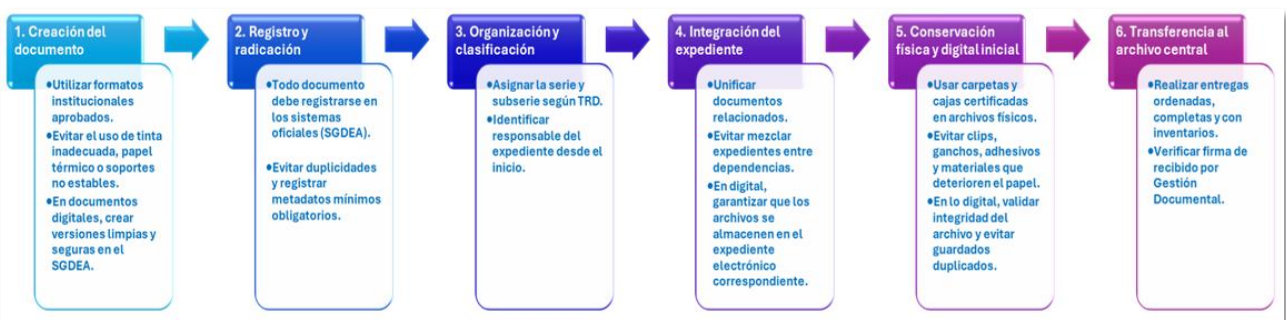 1. Creación del
documento
●Utilizar formatos
institucionales
aprobados.
●Evitar el uso de tinta
inadecuada, papel
térmico o soportes
no estables.
●En documentos
digitales, crear
versiones limpias y
seguras en el
SGDEA.
2. Registro y
radicación
●Todo documento
debe registrarse en
los sistemas
oficiales (SGDEA).
●Evitar duplicidades
y registrar
metadatos mínimos
obligatorios.
3. Organización y
clasificación
●Asignar la serie y
subserie según TRD.
●Identificar
responsable del
expediente desde el
inicio.
4. Integración del
expediente
●Unificar
documentos
relacionados.
●Evitar mezclar
expedientes entre
dependencias.
●En digital,
garantizar que los
archivos se
almacenen en el
expediente
electrónico
correspondiente.
5. Conservación
física y digital inicial
●Usar carpetas y
cajas certificadas
en archivos físicos.
●Evitar clips,
ganchos, adhesivos
y materiales que
deterioren el papel.
●En lo digital, validar
integridad del
archivo y evitar
guardados
duplicados.
6. Transferencia al
archivo central
●Realizar entregas
ordenadas,
completas y con
inventarios.
●Verificar firma de
recibido por
Gestión
Documental.